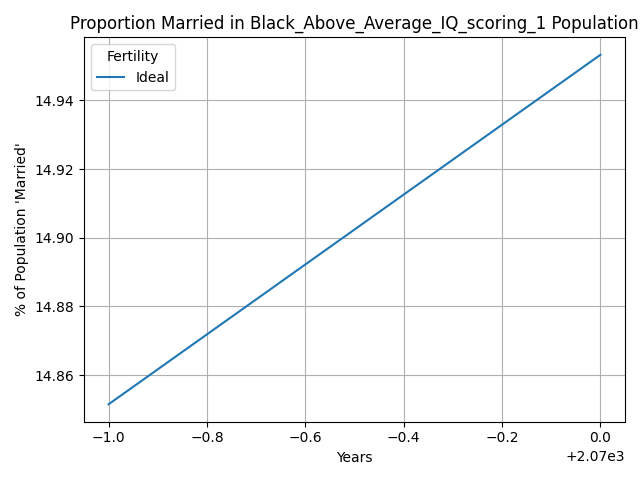 Proportion Married in Black_Above_Average_IQ_scoring_1 Population
Fertility
Ideal
% of Population 'Married'
14.94
14.92
14.90
14.88
14.86
−1.0 −0.8 −0.6 −0.4 −0.2 0.0
Years
+2.07e3